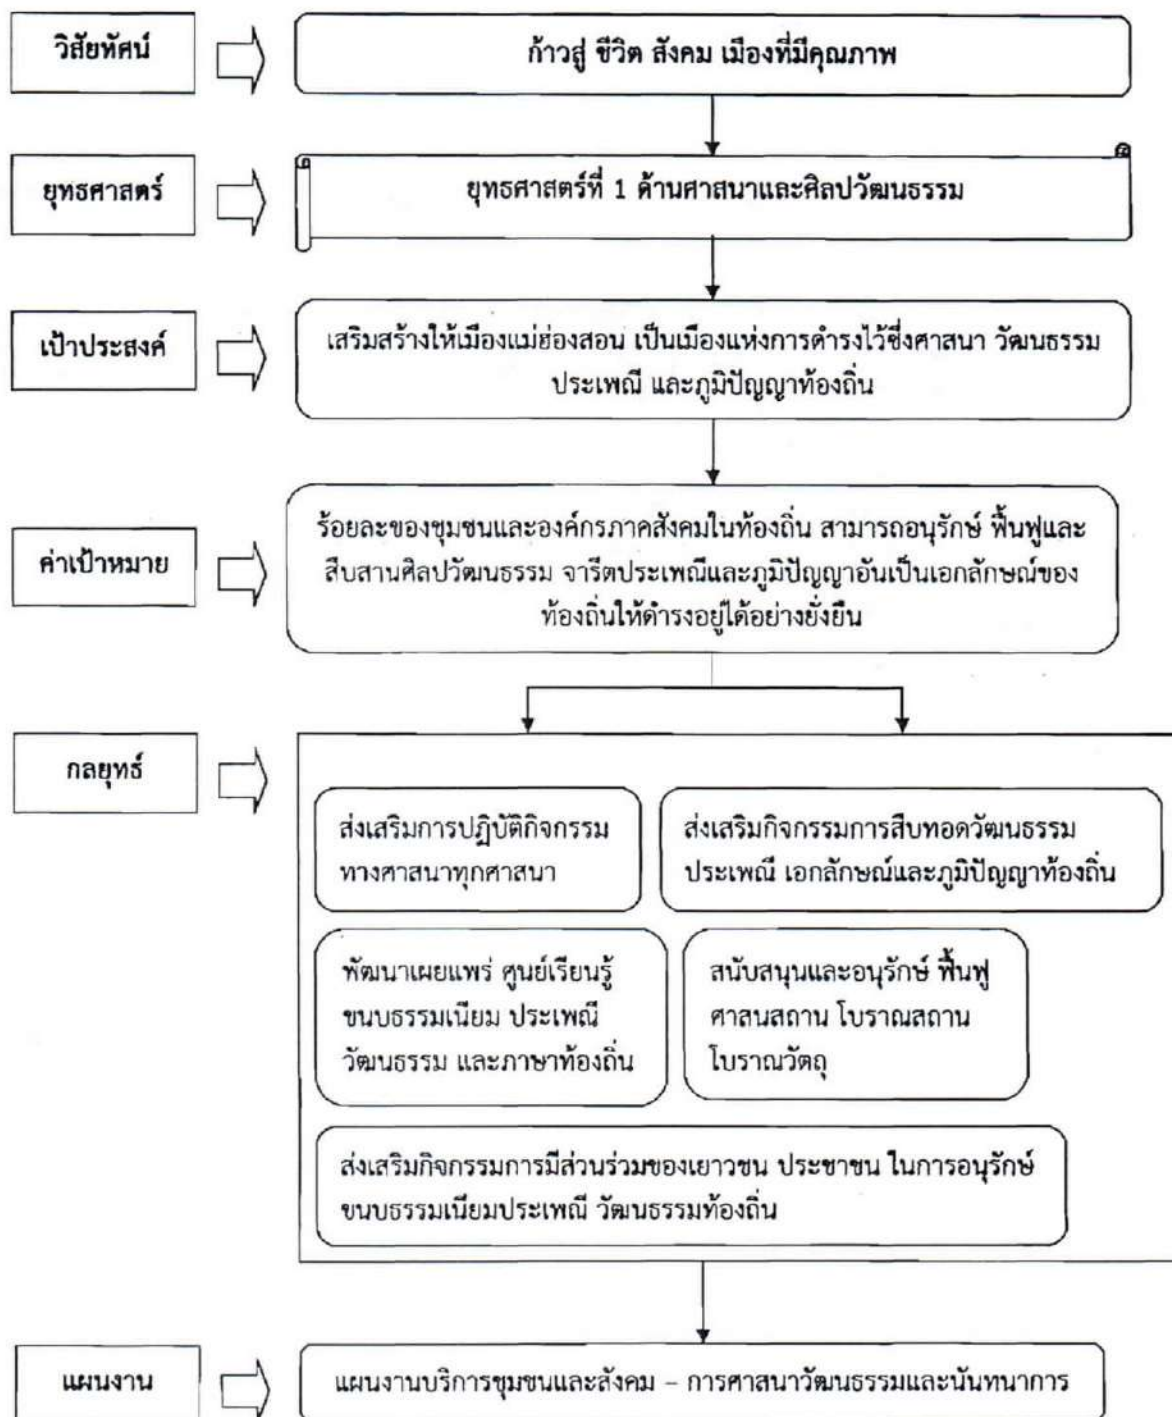 วิสัยทัศน์
ก้าวสู่ ชีวิต สังคม เมืองที่มีคุณภาพ
ยุทธศาสตร์
ยุทธศาสตร์ที่ 1 ด้านศาสนาและศิลปวัฒนธรรม
เป้าประสงค์
เสริมสร้างให้เมืองแม่ฮ่องสอน เป็นเมืองแห่งการดำรงไว้ซึ่งศาสนา วัฒนธรรม
ประเพณี และภูมิปัญญาท้องถิ่น
ค่าเป้าหมาย
ร้อยละของชุมชนและองค์กรภาคสังคมในท้องถิ่น สามารถอนุรักษ์ ฟื้นฟูและ
สืบสานศิลปวัฒนธรรม จารีตประเพณีและภูมิปัญญาอันเป็นเอกลักษณ์ของ
ท้องถิ่นให้ดำรงอยู่ได้อย่างยั่งยืน
กลยุทธ์
ส่งเสริมการปฏิบัติกิจกรรม
ทางศาสนาทุกศาสนา
ส่งเสริมกิจกรรมการสืบทอดวัฒนธรรม
ประเพณี เอกลักษณ์และภูมิปัญญาท้องถิ่น
พัฒนาเผยแพร่ ศูนย์เรียนรู้
ขนบธรรมเนียม ประเพณี
วัฒนธรรม และภาษาท้องถิ่น
สนับสนุนและอนุรักษ์ ฟื้นฟู
ศาสนสถาน โบราณสถาน
โบราณวัตถุ
ส่งเสริมกิจกรรมการมีส่วนร่วมของเยาวชน ประชาชน ในการอนุรักษ์
ขนบธรรมเนียมประเพณี วัฒนธรรมท้องถิ่น
แผนงาน
แผนงานบริการชุมชนและสังคม – การศาสนาวัฒนธรรมและนันทนาการ